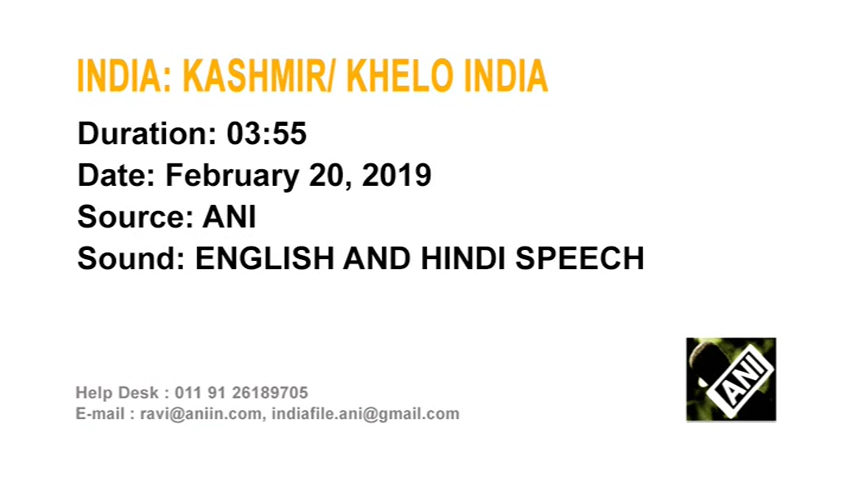 INDIA: KASHMIR/ KHELO INDIA
Duration: 03:55
Date: February 20, 2019
Source: ANI
Sound: ENGLISH AND HINDI SPEECH
ANI
Help Desk : 011 91 26189705
E-mail : ravi@aniin.com, indiafile.ani@gmail.com